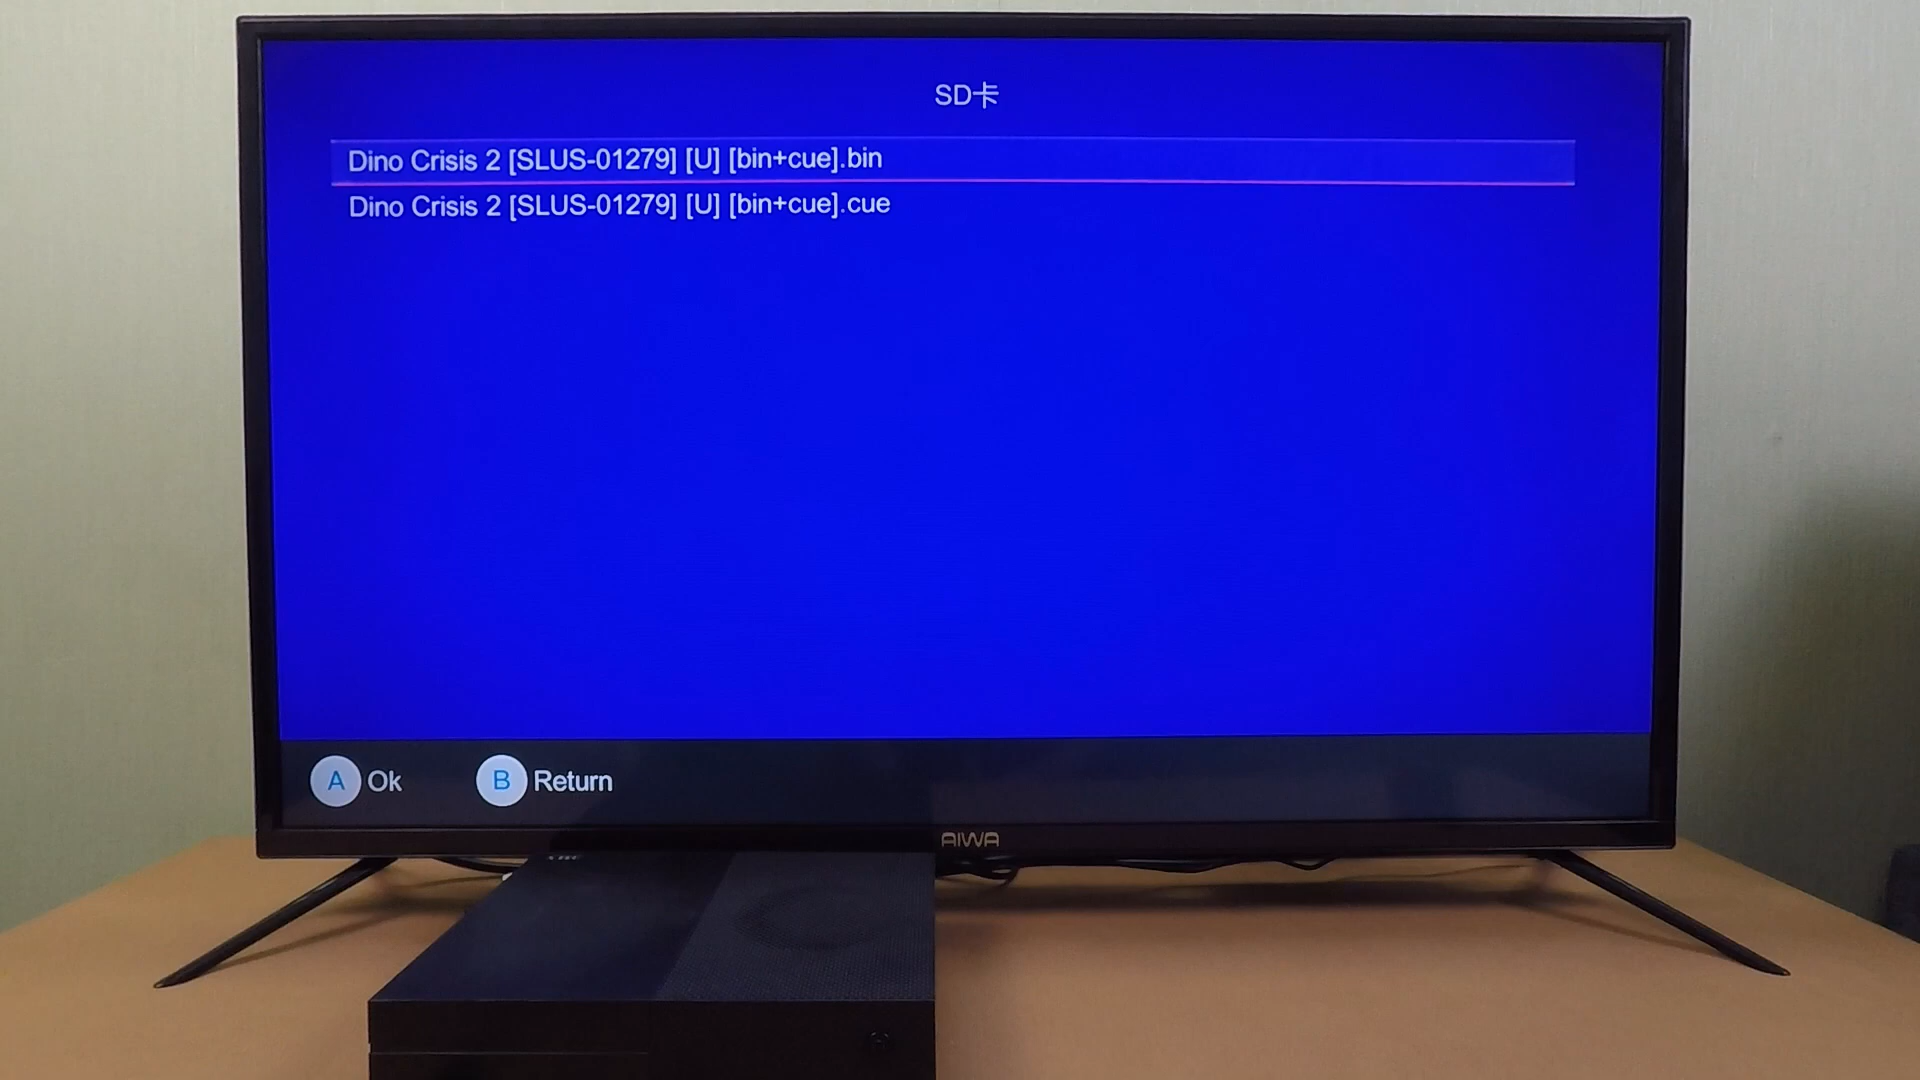 SD卡
Dino Crisis 2 [SLUS-01279] [U] [bin+cue].bin
Dino Crisis 2 [SLUS-01279] [U] [bin+cue].cue
A Ok
B Return
AIWA